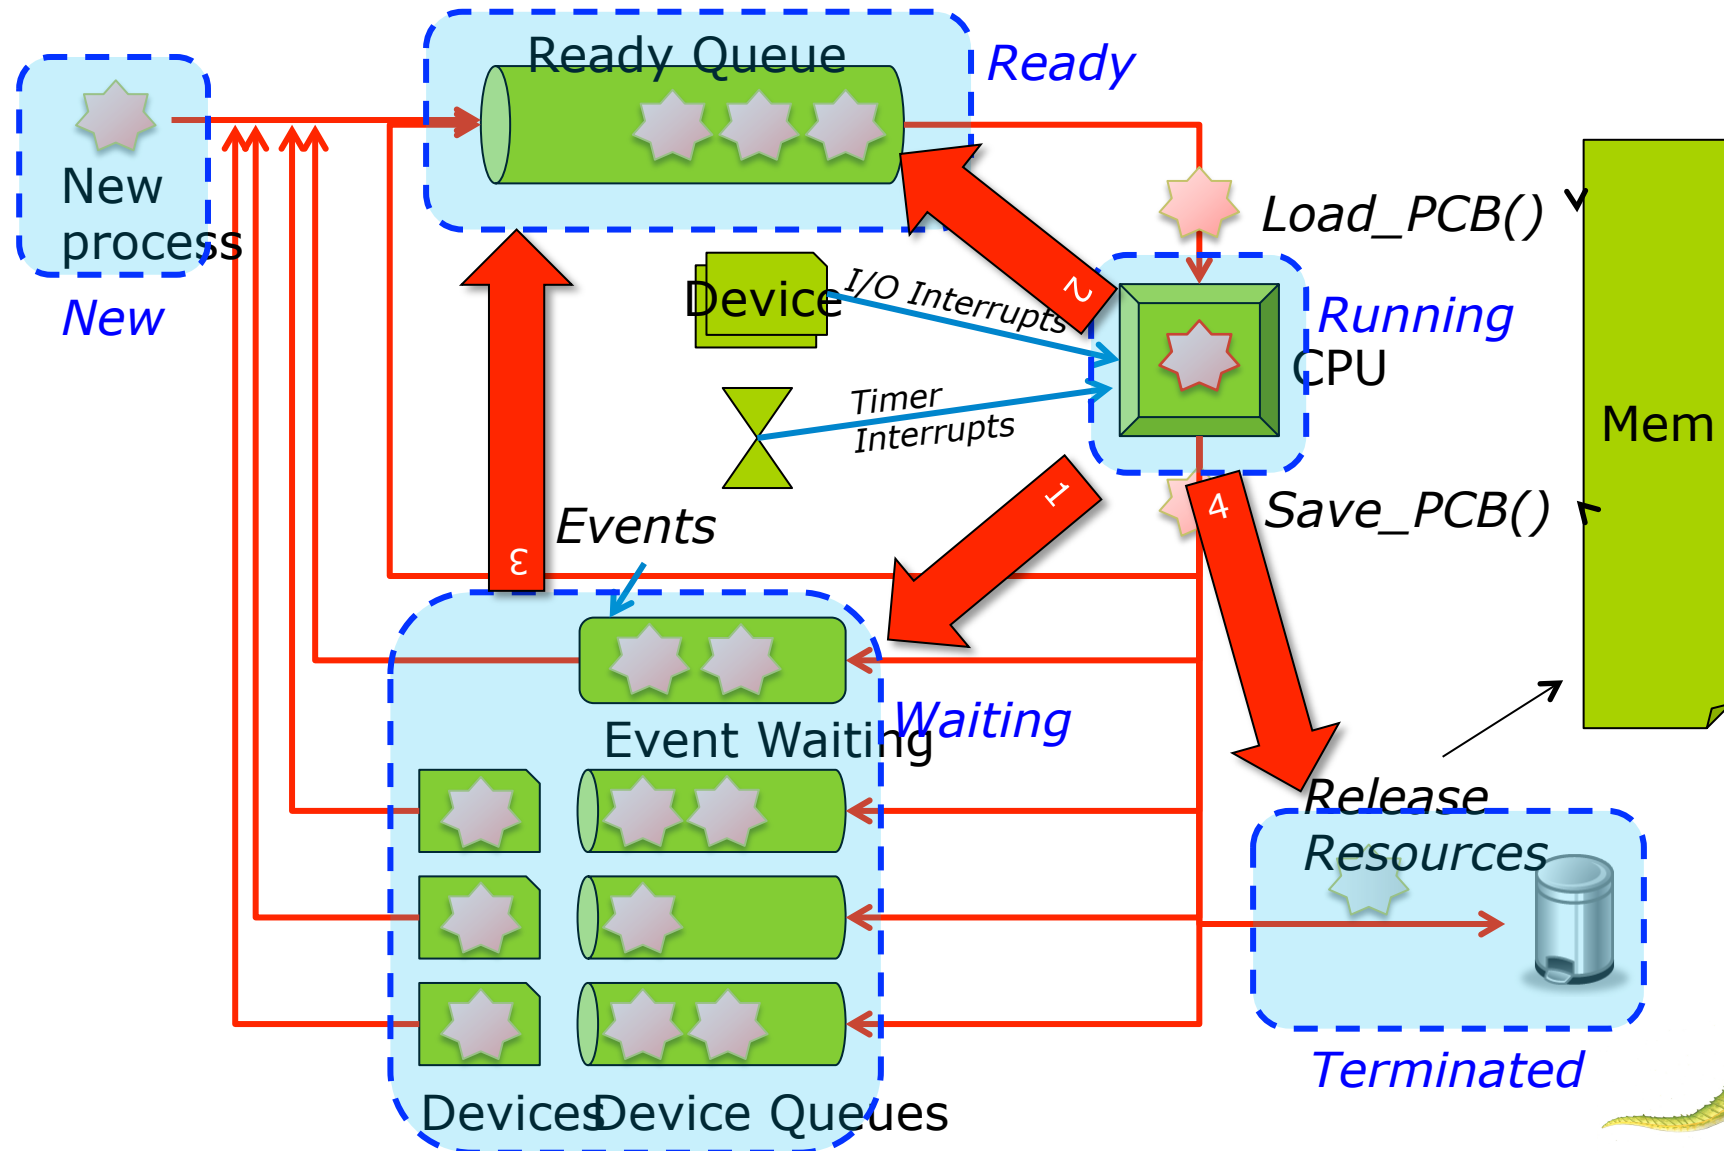 Ready Queue
Ready
New
process
New
Load_PCB()
Device
I/O Interrupts
2
Running
CPU
Timer
Interrupts
Mem
1
4
Save_PCB()
Events
3
Event Waiting
Waiting
Release
Resources
Terminated
Devices
Device Queues